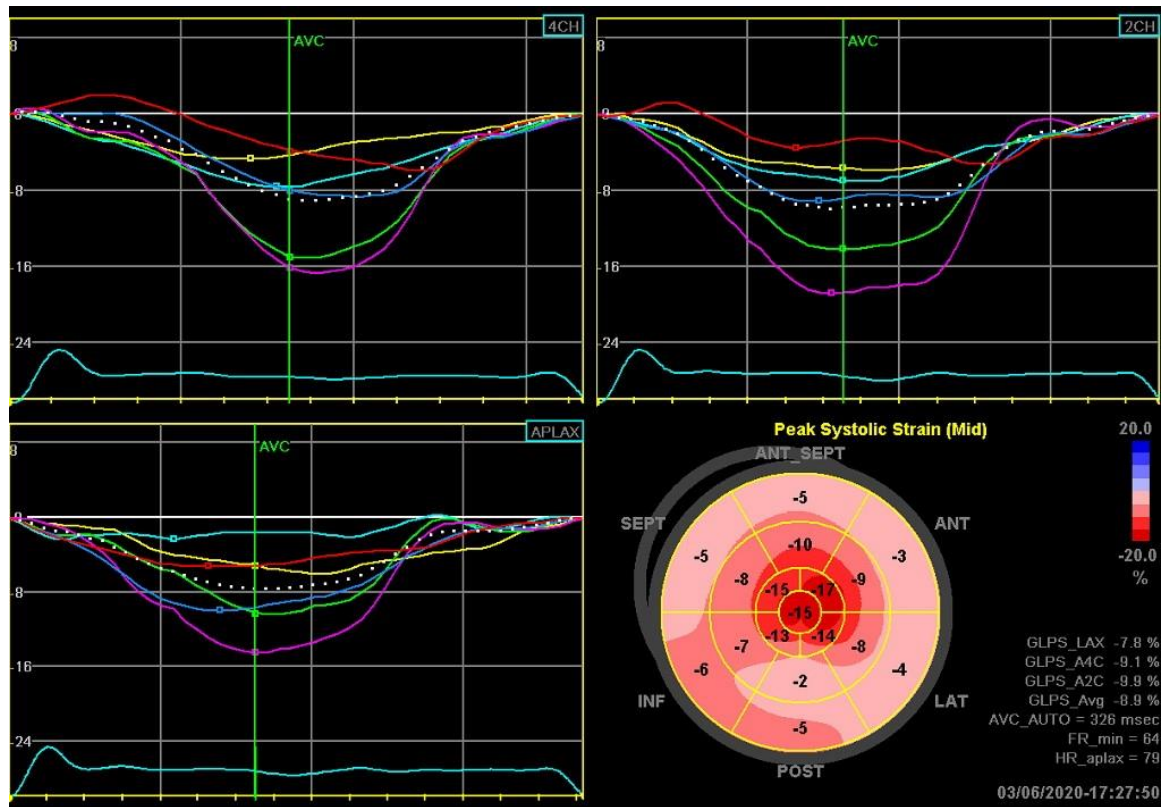 4CH
8
AVC
0
-8
-16
-24
2CH
8
AVC
0
-8
-16
-24
APLAX
8
AVC
0
-8
-16
-24
Peak Systolic Strain (Mid)
20.0
ANT_SEPT
-5
SEPT
ANT
-5
-10
-3
-20.0
-8
-9
%
-15
-17
-15
-13
-14
-7
-8
-6
-4
-2
GLPS_LAX -7.8 %
GLPS_A4C -9.1 %
INF
LAT
GLPS_A2C -9.9 %
GLPS_Avg -8.9 %
-5
AVC_AUTO = 326 msec
FR_min = 64
POST
HR_aplax = 79
03/06/2020-17:27:50